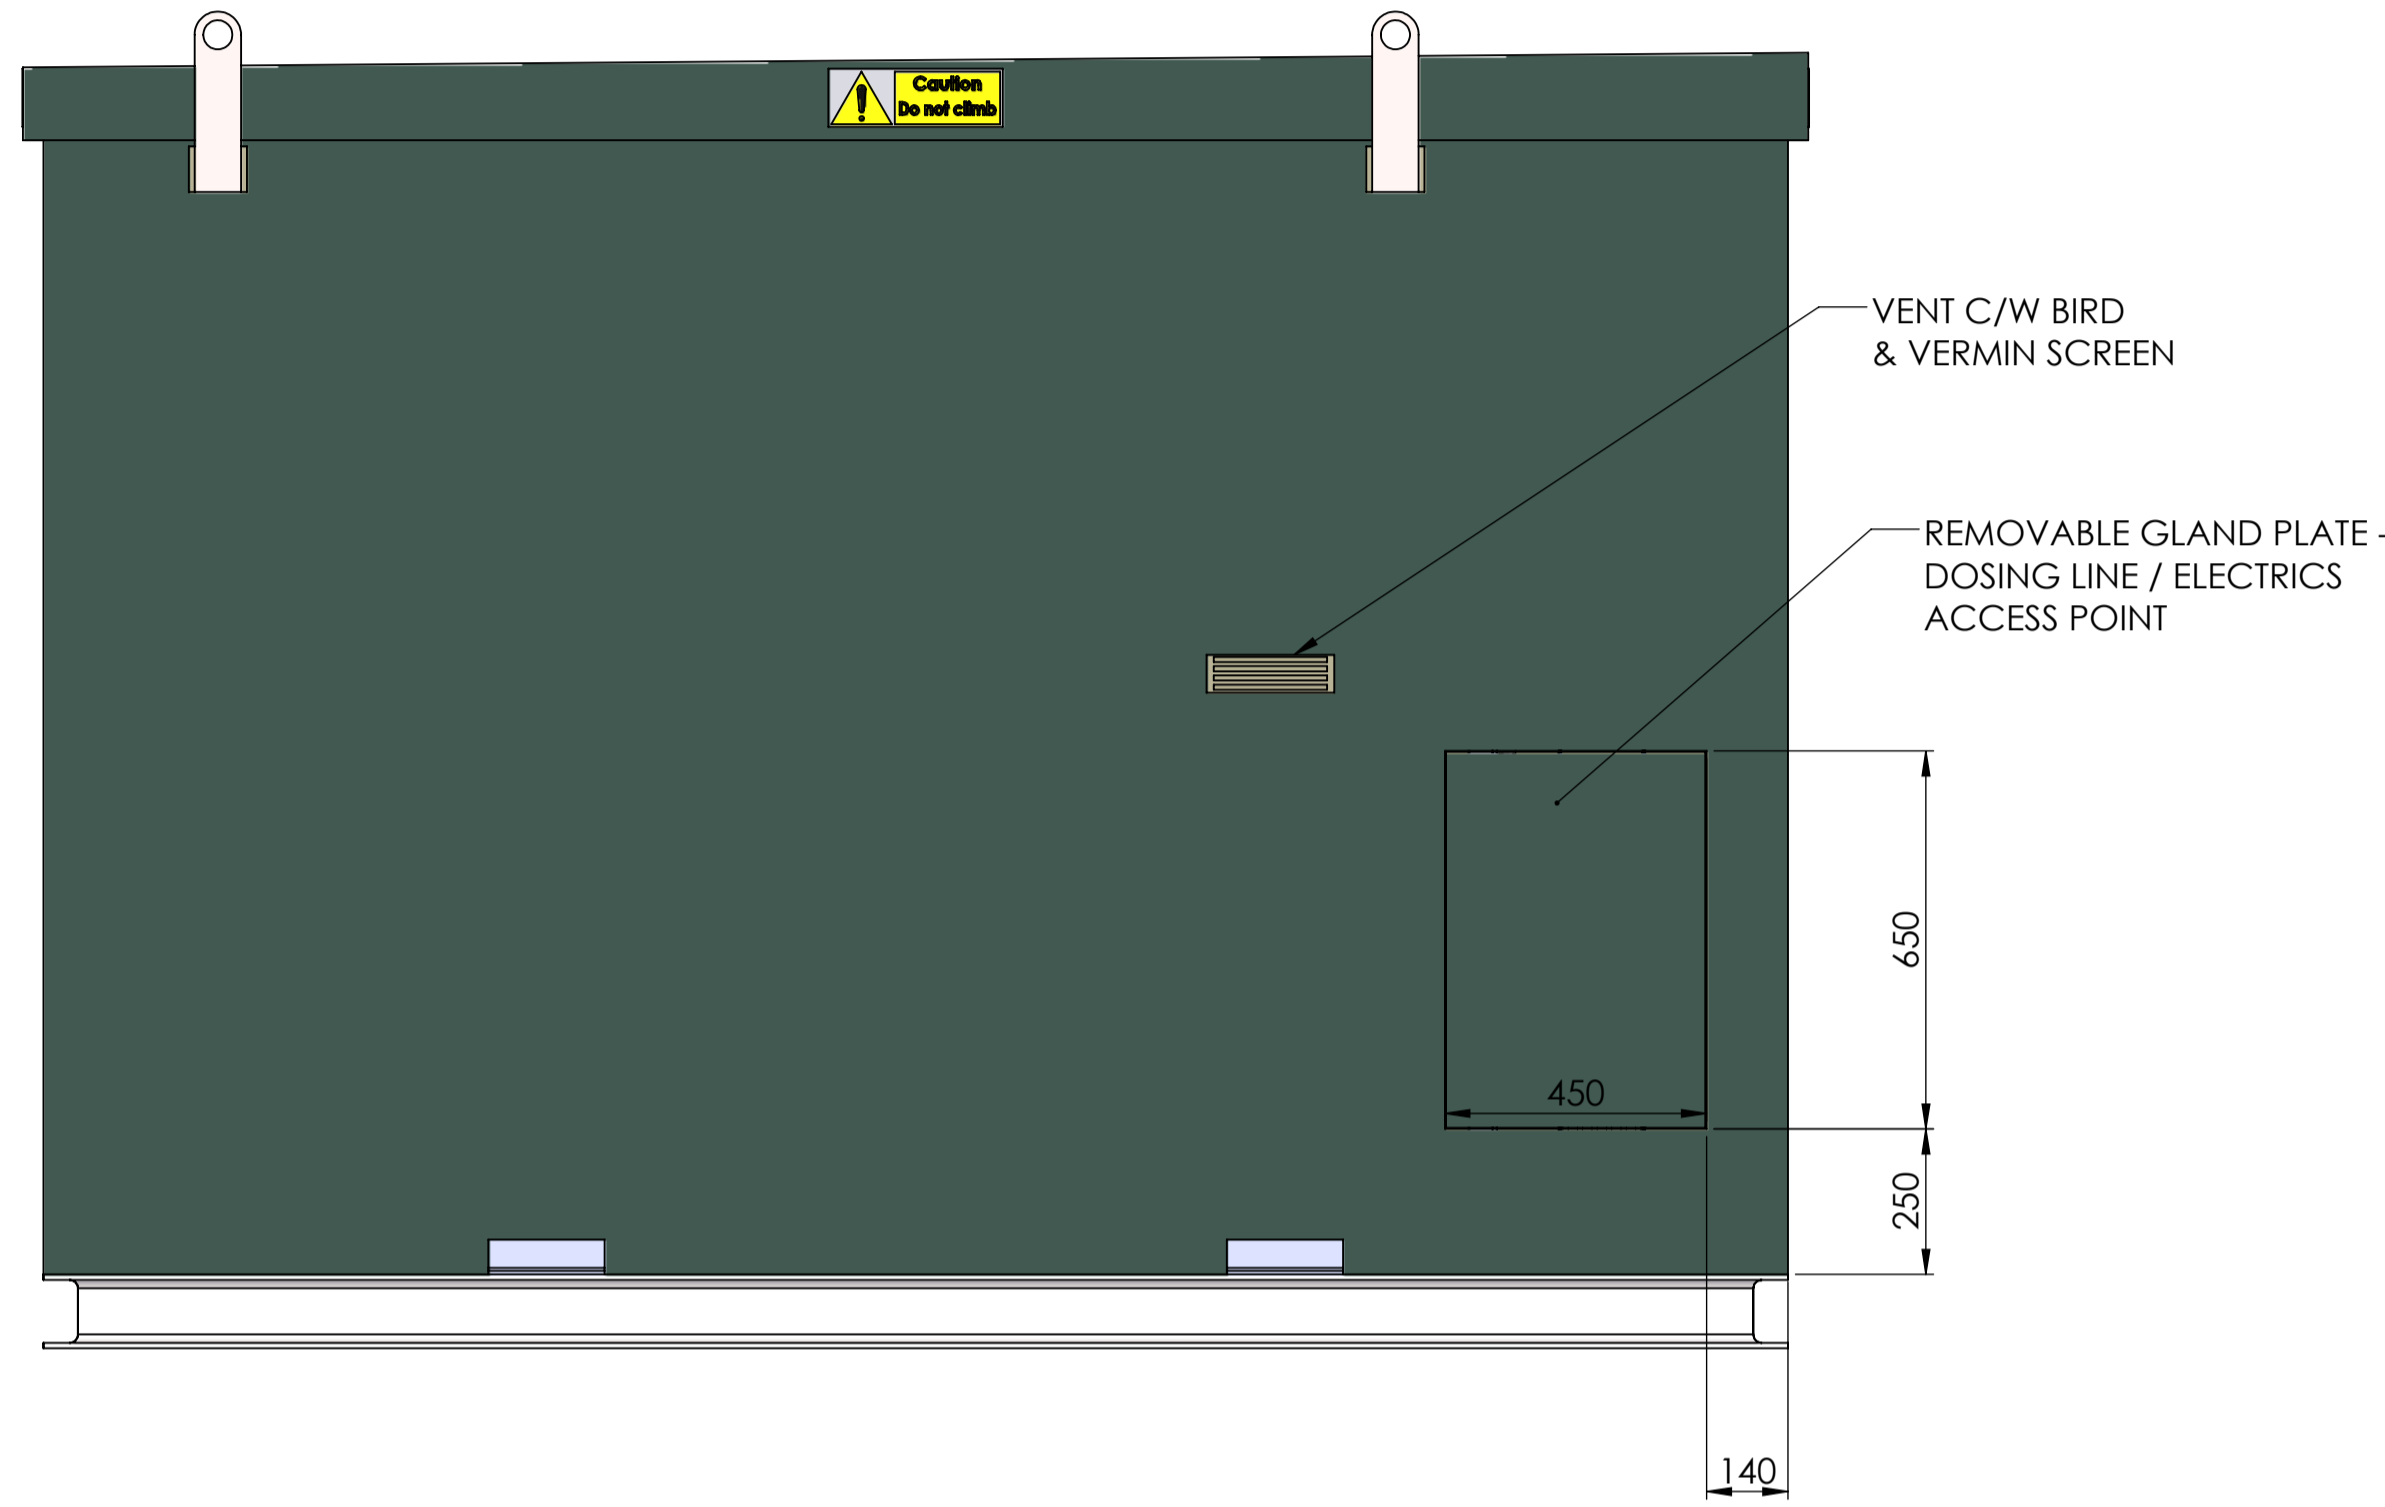 Caution
Do not climb
VENT C/W BIRD
& VERMIN SCREEN
REMOVABLE GLAND PLATE -
DOSING LINE / ELECTRICS
ACCESS POINT
650
450
250
140